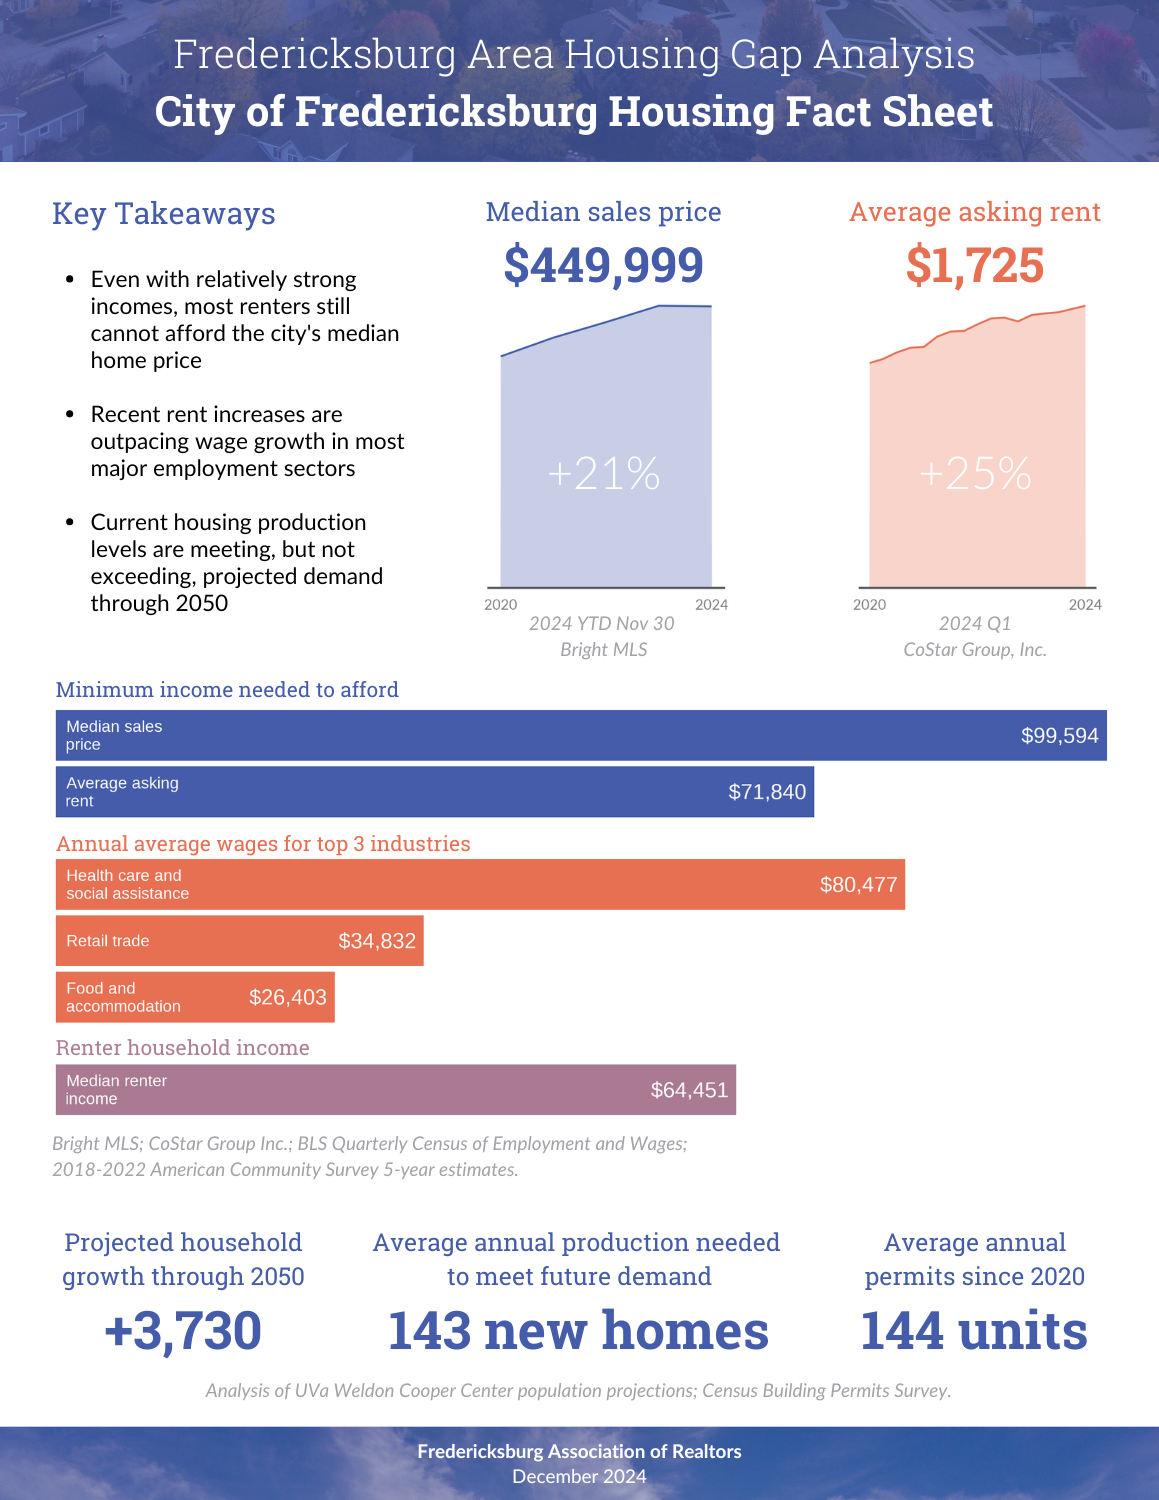 Fredericksburg Area Housing Gap Analysis
City of Fredericksburg Housing Fact Sheet
Key Takeaways
• Even with relatively strong
incomes, most renters still
cannot afford the city's median
home price
• Recent rent increases are
outpacing wage growth in most
major employment sectors
• Current housing production
levels are meeting, but not
exceeding, projected demand
through 2050
Median sales price
$449,999
+21%
2020 2024
2024 YTD Nov 30
Bright MLS
Average asking rent
$1,725
+25%
2020 2024
2024 Q1
CoStar Group, Inc.
Minimum income needed to afford
Median sales
price
$99,594
Average asking
rent
$71,840
Annual average wages for top 3 industries
Health care and
social assistance
$80,477
Retail trade $34,832
Food and
accommodation
$26,403
Renter household income
Median renter
income
$64,451
Bright MLS; CoStar Group Inc.; BLS Quarterly Census of Employment and Wages;
2018-2022 American Community Survey 5-year estimates.
Projected household
growth through 2050
+3,730
Average annual production needed
to meet future demand
143 new homes
Average annual
permits since 2020
144 units
Analysis of UVa Weldon Cooper Center population projections; Census Building Permits Survey.
Fredericksburg Association of Realtors
December 2024